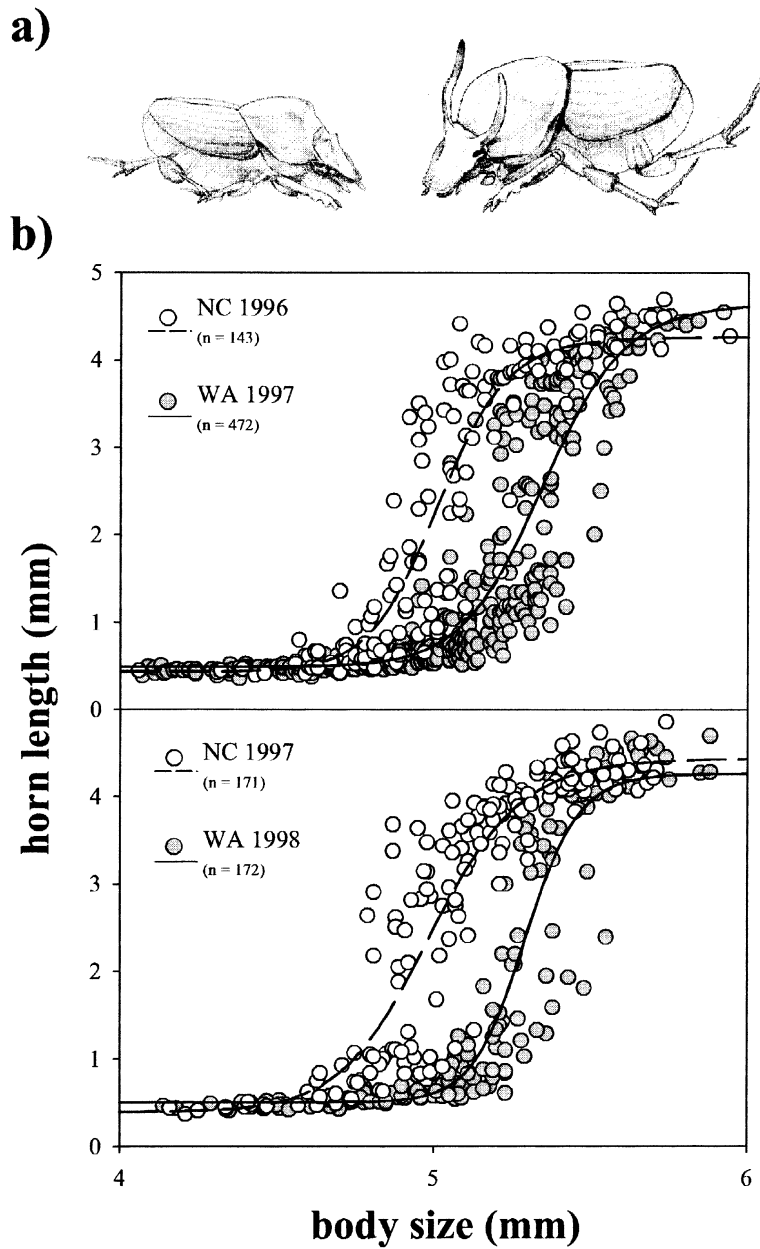 a)
b)
NC 1996
(n = 143)
WA 1997
(n = 472)
NC 1997
(n = 171)
WA 1998
(n = 172)
5
4
3
2
1
0
4
3
2
1
0
4
5
6
horn length (mm)
body size (mm)